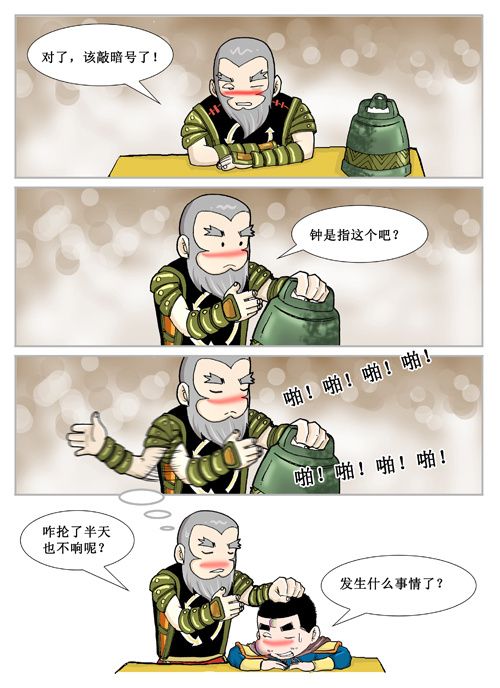 对了，该敲暗号了！
钟是指这个吧？
啪！啪！啪！啪！
啪！啪！啪！啪！
咋抡了半天
也不响呢？
发生什么事情了？